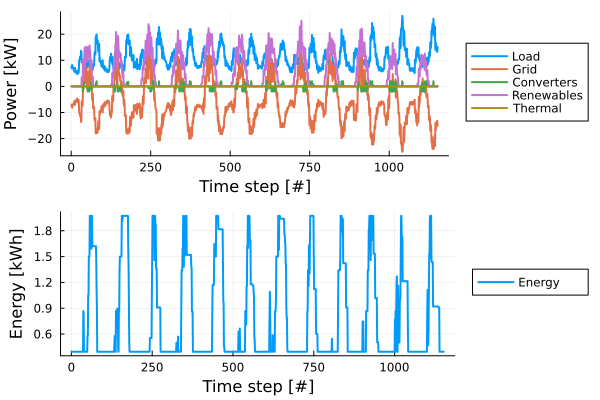 Power [kW]
20
10
0
−10
−20
0
250
500
750
1000
Time step [#]
Load
Grid
Converters
Renewables
Thermal
Energy [kWh]
1.8
1.5
1.2
0.9
0.6
0
250
500
750
1000
Time step [#]
Energy